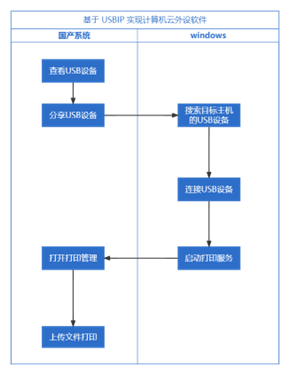 基于 USBIP 实现计算机云外设软件
国产系统
windows
查看USB设备
分享USB设备
搜索目标主机
的USB设备
连接USB设备
打开打印管理
启动打印服务
上传文件打印